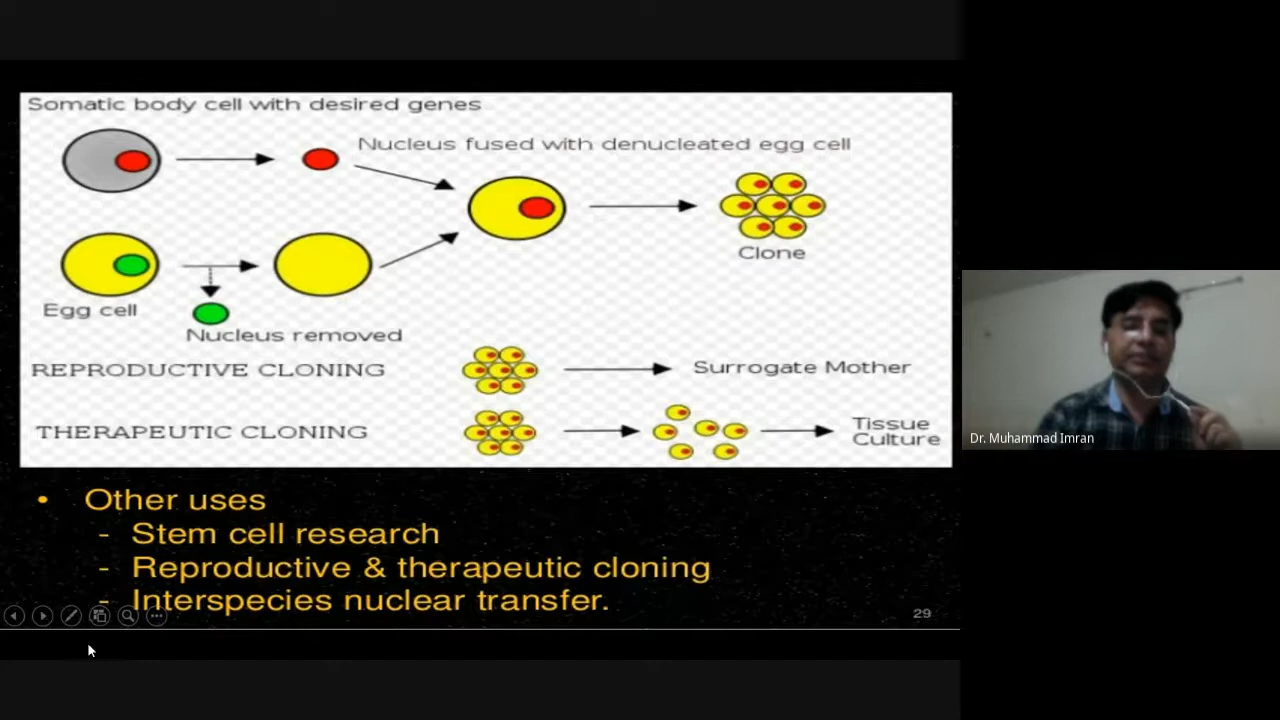 Somatic body cell with desired genes
Nucleus fused with denucleated egg cell
Clone
Egg cell
Nucleus removed
REPRODUCTIVE CLONING
Surrogate Mother
THERAPEUTIC CLONING
Tissue
Culture
• Other uses
- Stem cell research
- Reproductive & therapeutic cloning
- Interspecies nuclear transfer.
29
Dr. Muhammad Imran